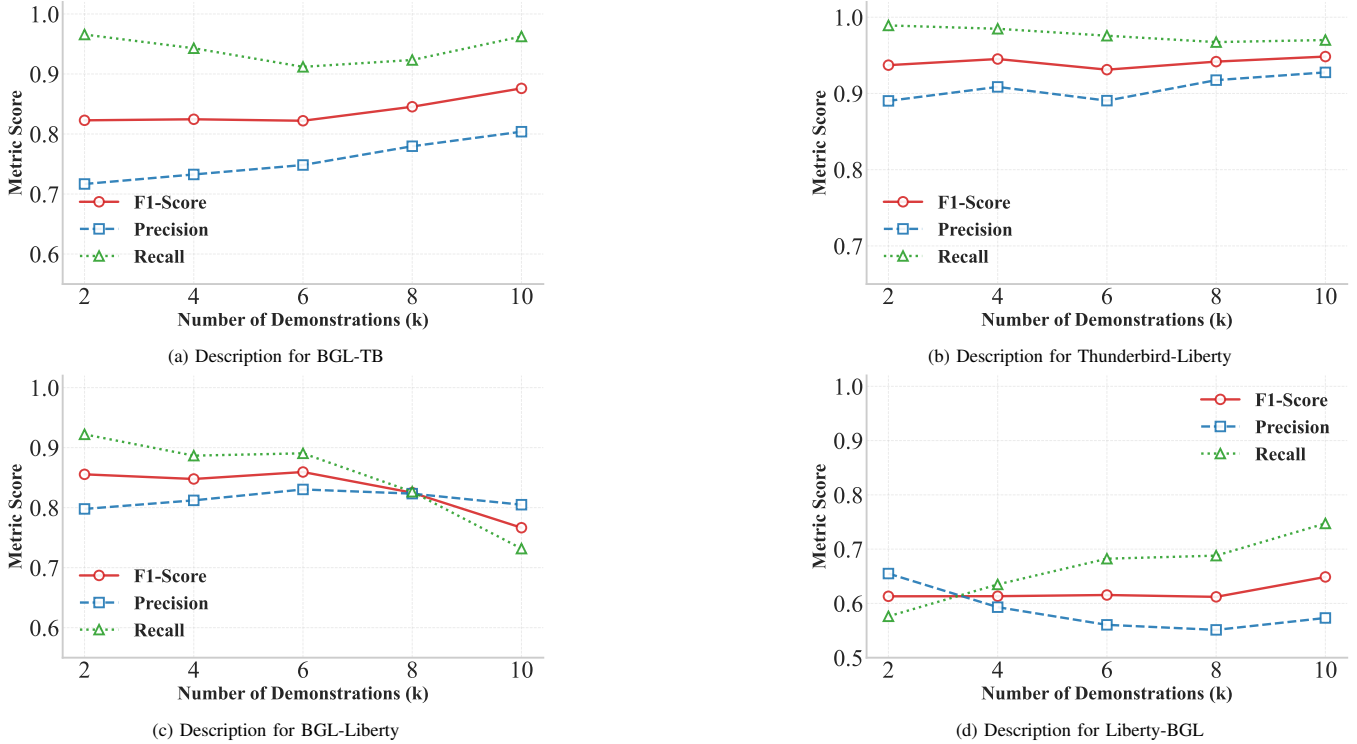 1.0
0.9
0.8
0.7
0.6
Metric Score
F1-Score
Precision
Recall
2 4 6 8 10
Number of Demonstrations (k)
(a) Description for BGL-TB
1.0
0.9
0.8
0.7
Metric Score
F1-Score
Precision
Recall
2 4 6 8 10
Number of Demonstrations (k)
(b) Description for Thunderbird-Liberty
1.0
0.9
0.8
0.7
0.6
Metric Score
F1-Score
Precision
Recall
2 4 6 8 10
Number of Demonstrations (k)
(c) Description for BGL-Liberty
1.0
0.9
0.8
0.7
0.6
0.5
Metric Score
F1-Score
Precision
Recall
2 4 6 8 10
Number of Demonstrations (k)
(d) Description for Liberty-BGL